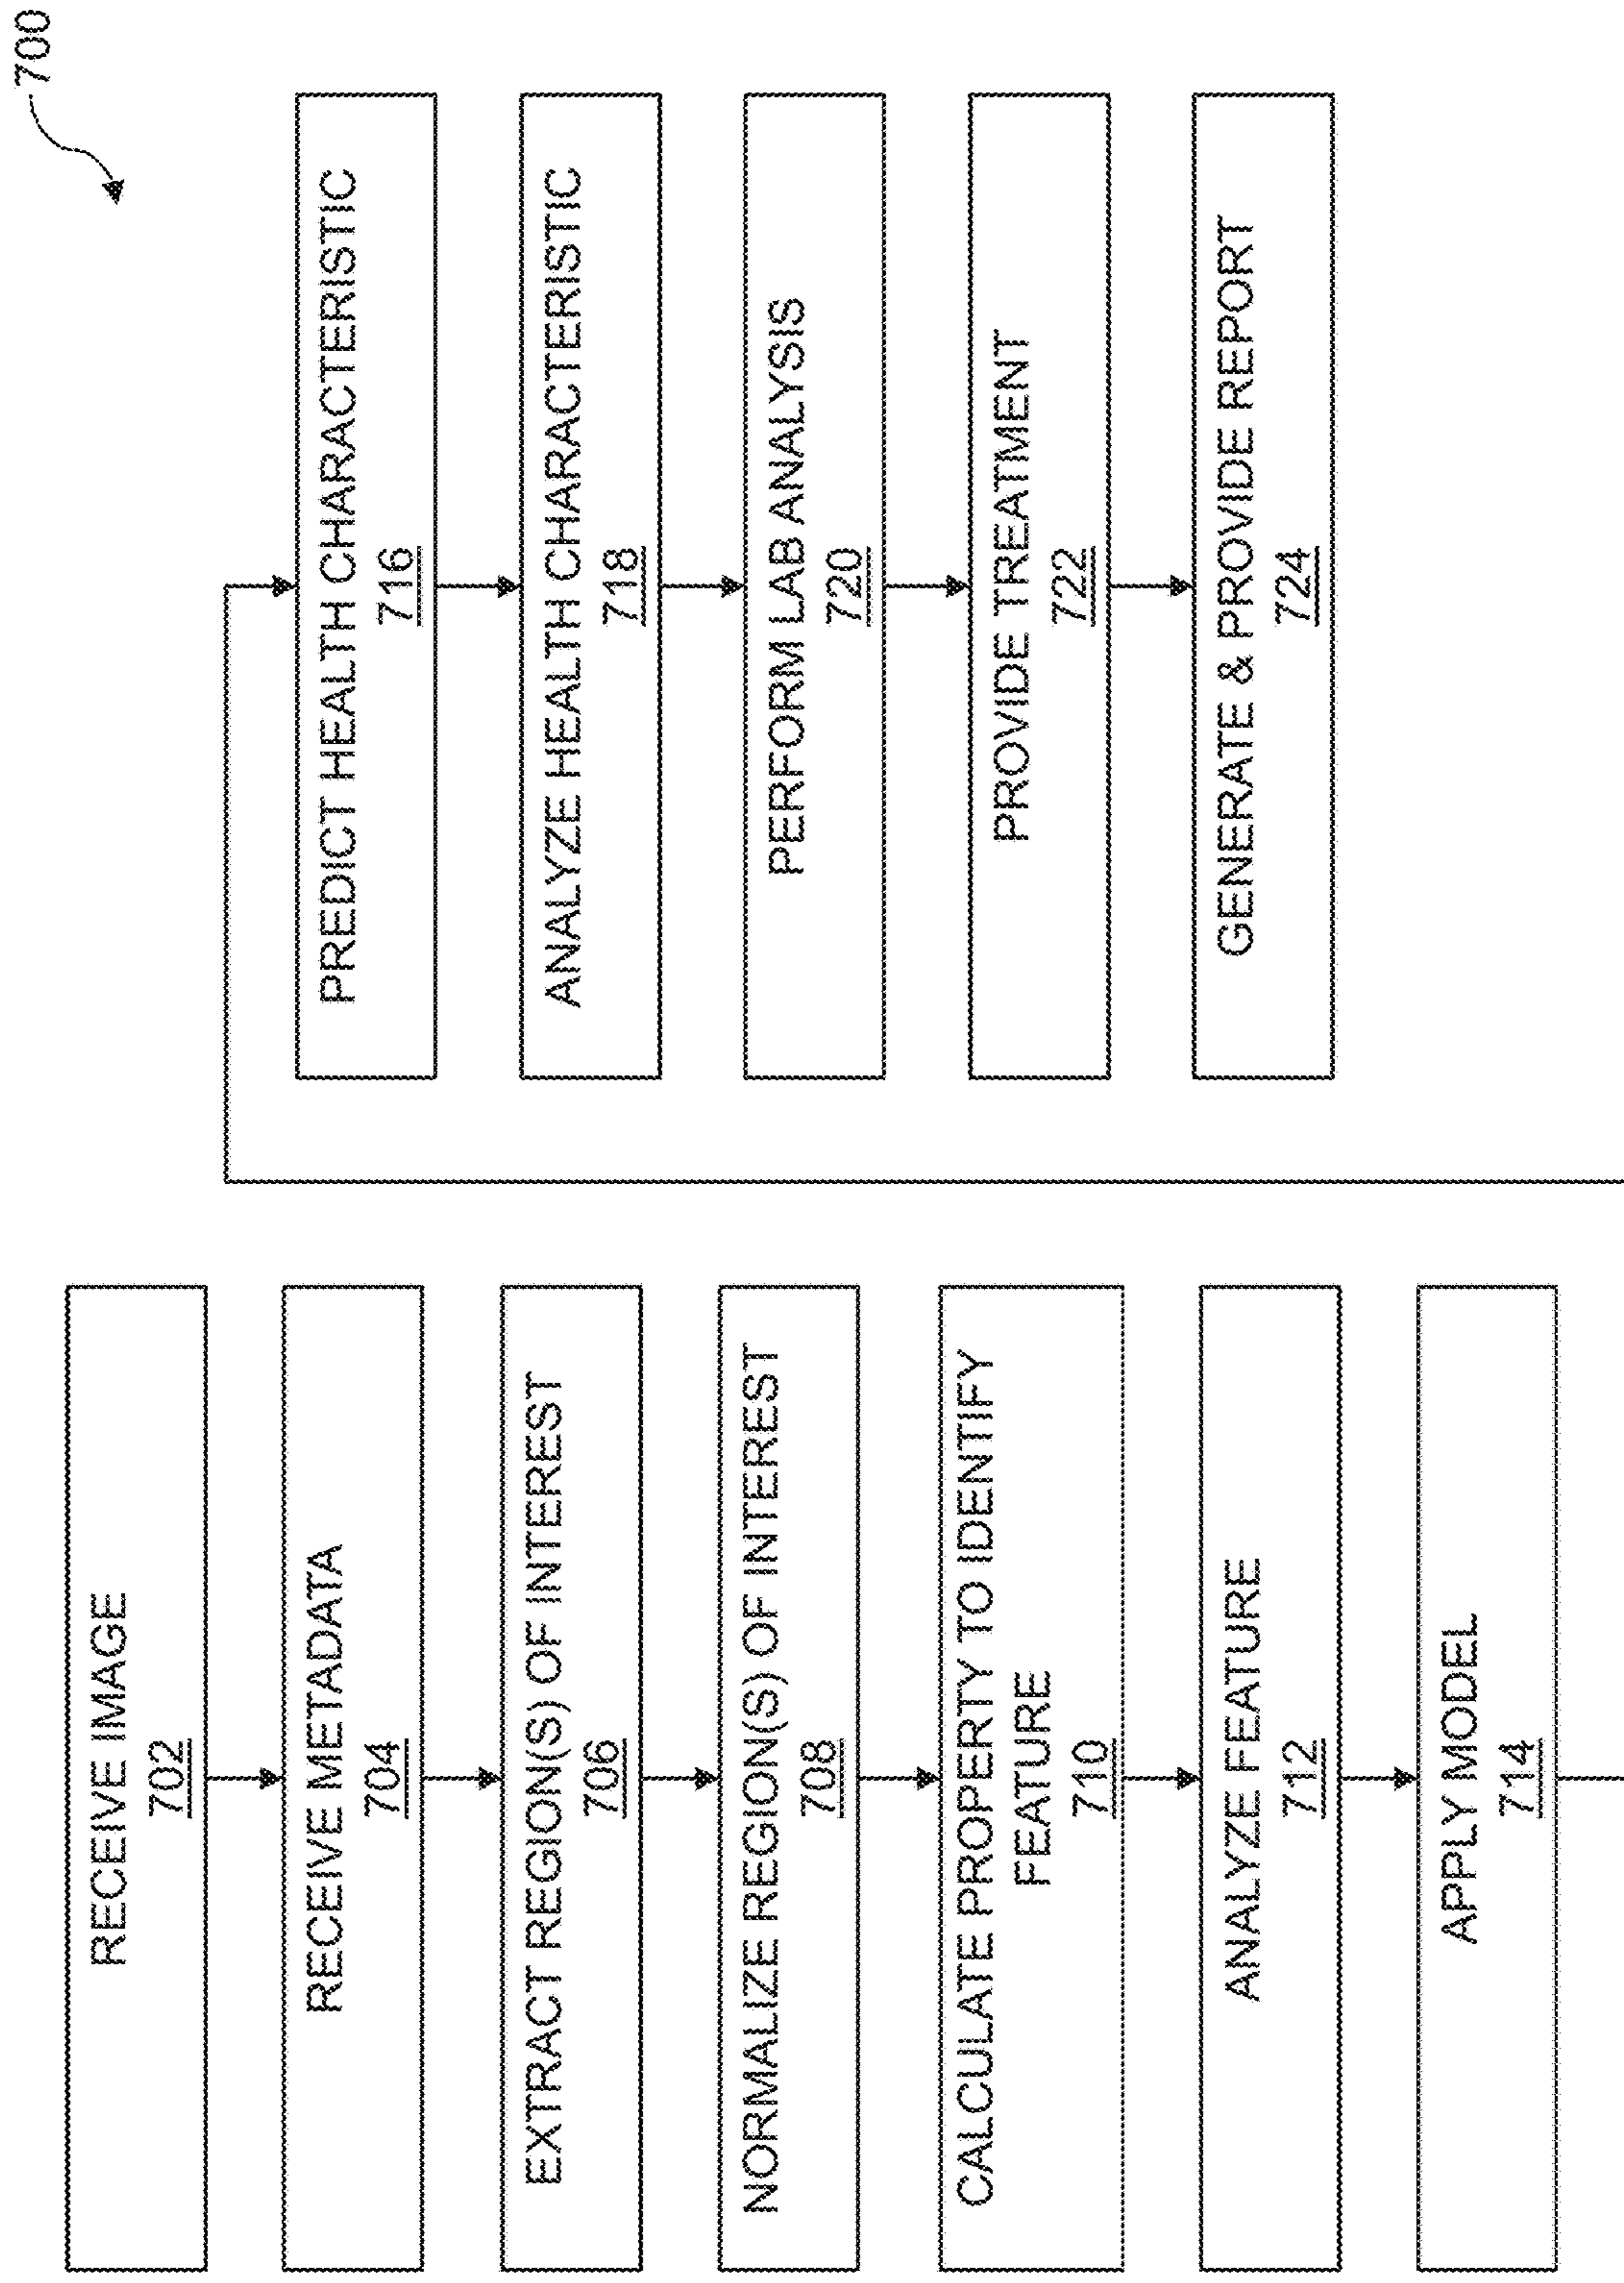 700
RECEIVE IMAGE
702
RECEIVE METADATA
704
EXTRACT REGION(S) OF INTEREST
706
NORMALIZE REGION(S) OF INTEREST
708
CALCULATE PROPERTY TO IDENTIFY
FEATURE
710
ANALYZE FEATURE
712
APPLY MODEL
714
PREDICT HEALTH CHARACTERISTIC
716
ANALYZE HEALTH CHARACTERISTIC
718
PERFORM LAB ANALYSIS
720
PROVIDE TREATMENT
722
GENERATE & PROVIDE REPORT
724